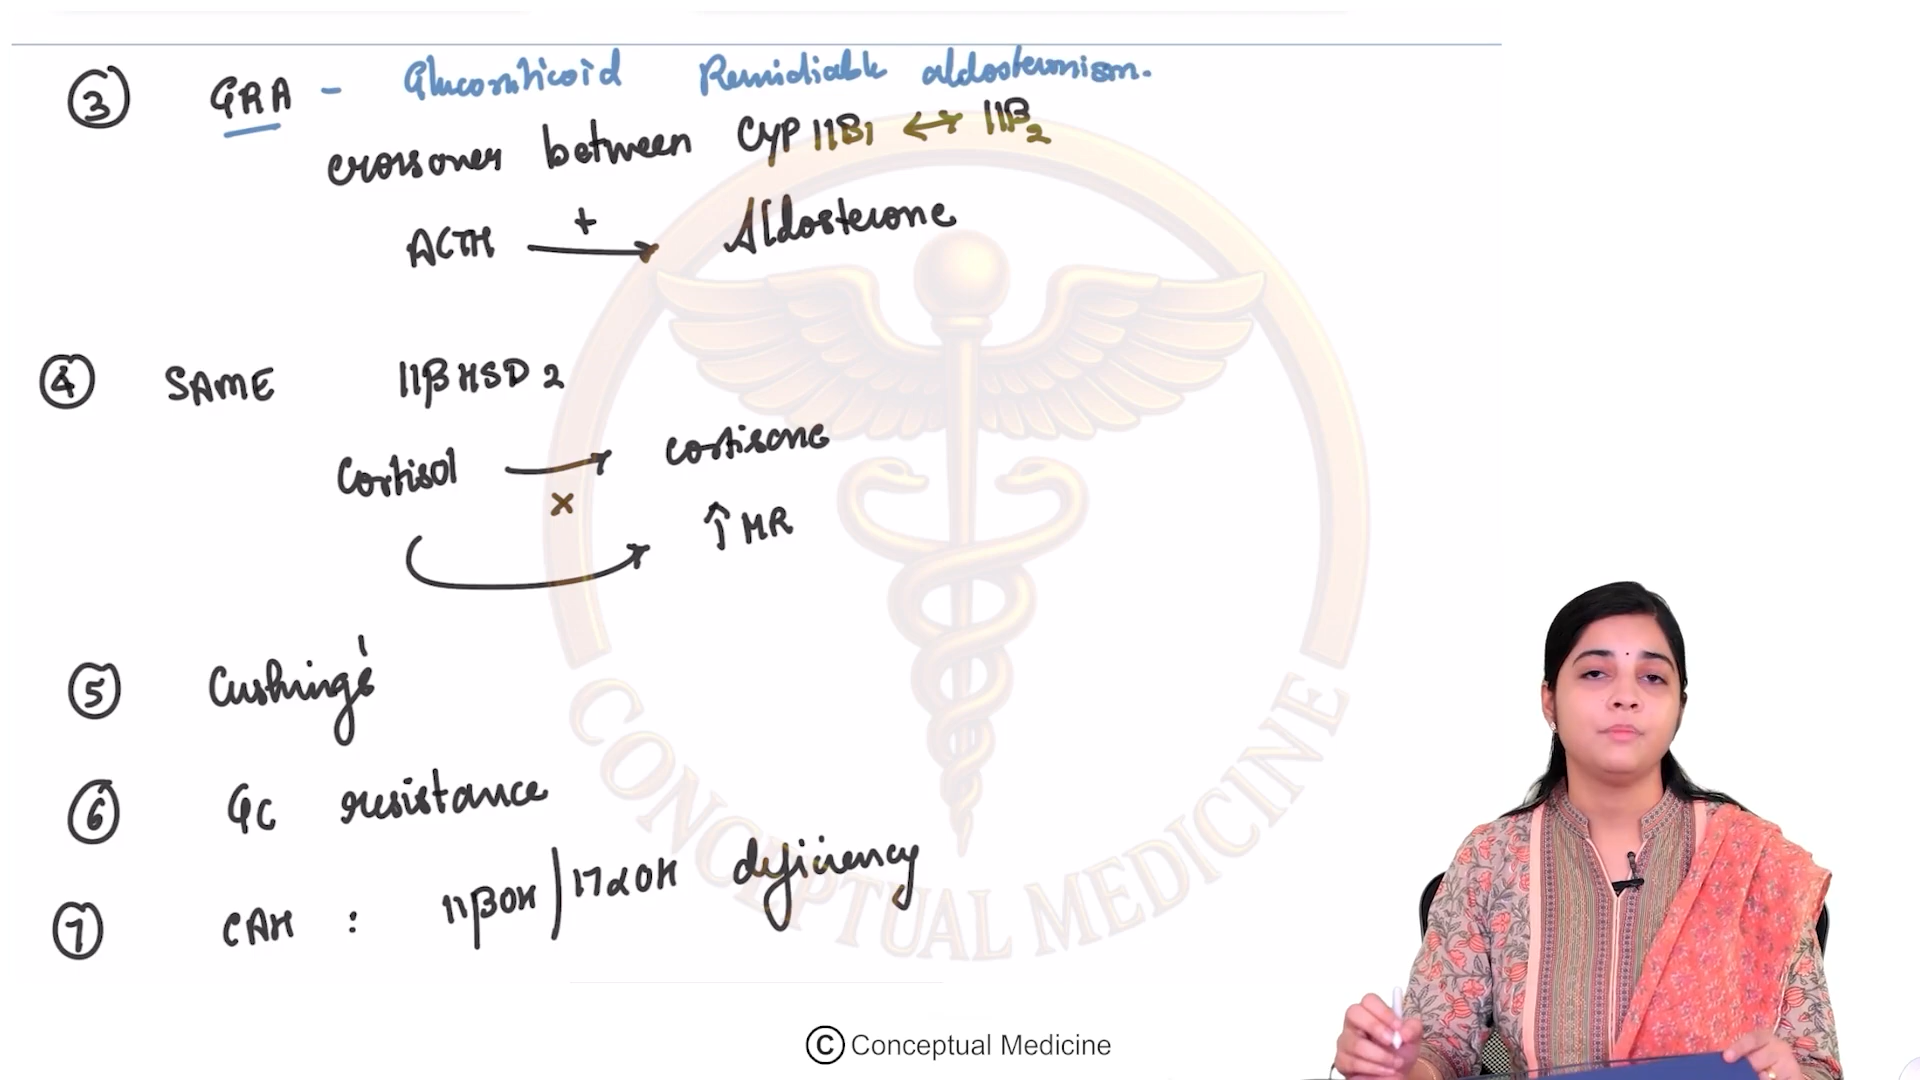 ③ GRA - Glucorticoid Remidiable aldosteronism.
crossover between CYP 11B1 ↔ 11B2
ACTH + → Aldosterone
④ SAME 11βHSD 2
Cortisol → cortisone
x
↑ MR
⑤ Cushing's
⑥ GC resistance
⑦ CAH : 11βOH / 17αOH deficiency
CONCEPTUAL MEDICINE
© Conceptual Medicine